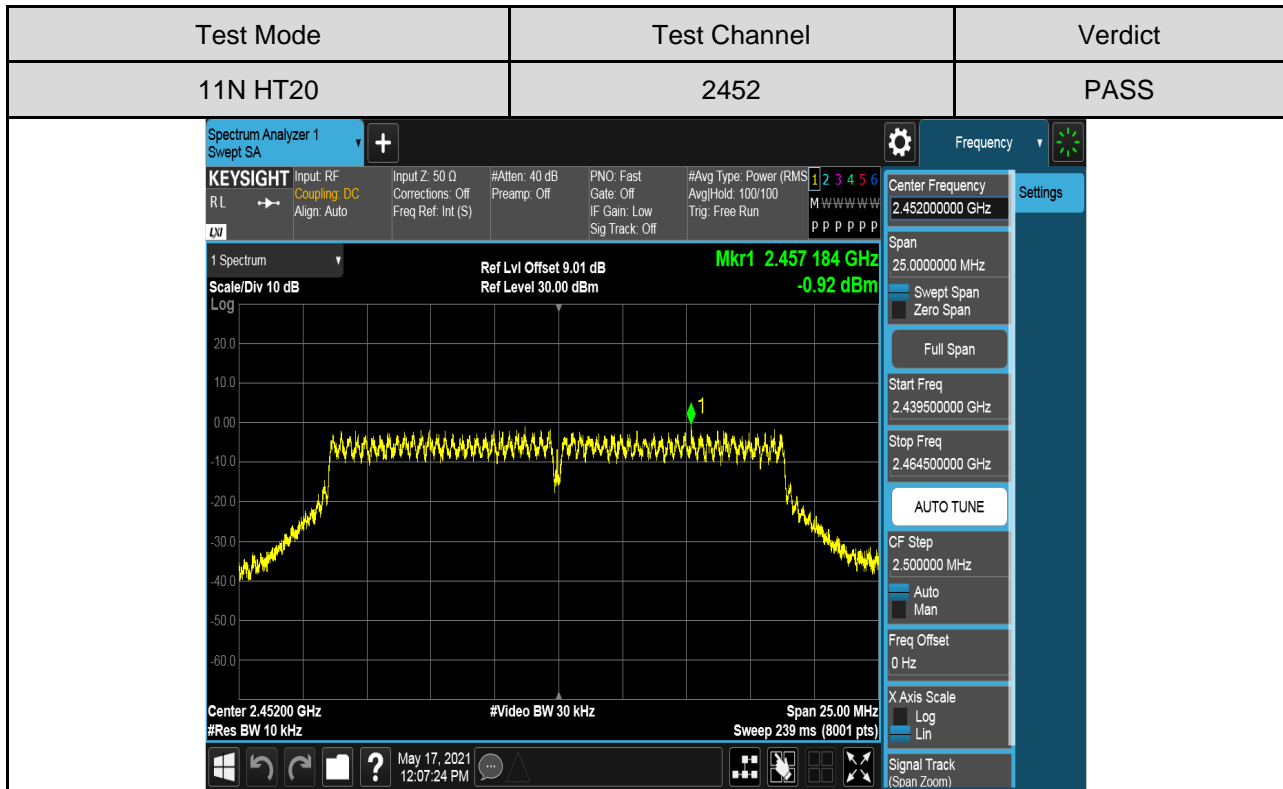 Test Mode Test Channel Verdict
11N HT20 2452 PASS
Spectrum Analyzer 1
Swept SA
+
Frequency
KEYSIGHT
RL
LXI
Input: RF
Coupling: DC
Align: Auto
Input Z: 50 Ω
Corrections: Off
Freq Ref: Int (S)
#Atten: 40 dB
Preamp: Off
PNO: Fast
Gate: Off
IF Gain: Low
Sig Track: Off
#Avg Type: Power (RMS
Avg|Hold: 100/100
Trig: Free Run
1 2 3 4 5 6
M W W W W W
P P P P P P
1 Spectrum
Scale/Div 10 dB
Ref Lvl Offset 9.01 dB
Ref Level 30.00 dBm
Mkr1 2.457 184 GHz
-0.92 dBm
Log
20.0
10.0
0.00
-10.0
-20.0
-30.0
-40.0
-50.0
-60.0
1
Center 2.45200 GHz
#Res BW 10 kHz
#Video BW 30 kHz
Span 25.00 MHz
Sweep 239 ms (8001 pts)
Center Frequency
2.452000000 GHz
Settings
Span
25.0000000 MHz
Swept Span
Zero Span
Full Span
Start Freq
2.439500000 GHz
Stop Freq
2.464500000 GHz
AUTO TUNE
CF Step
2.500000 MHz
Auto
Man
Freq Offset
0 Hz
X Axis Scale
Log
Lin
Signal Track
(Span Zoom)
?
May 17, 2021
12:07:24 PM